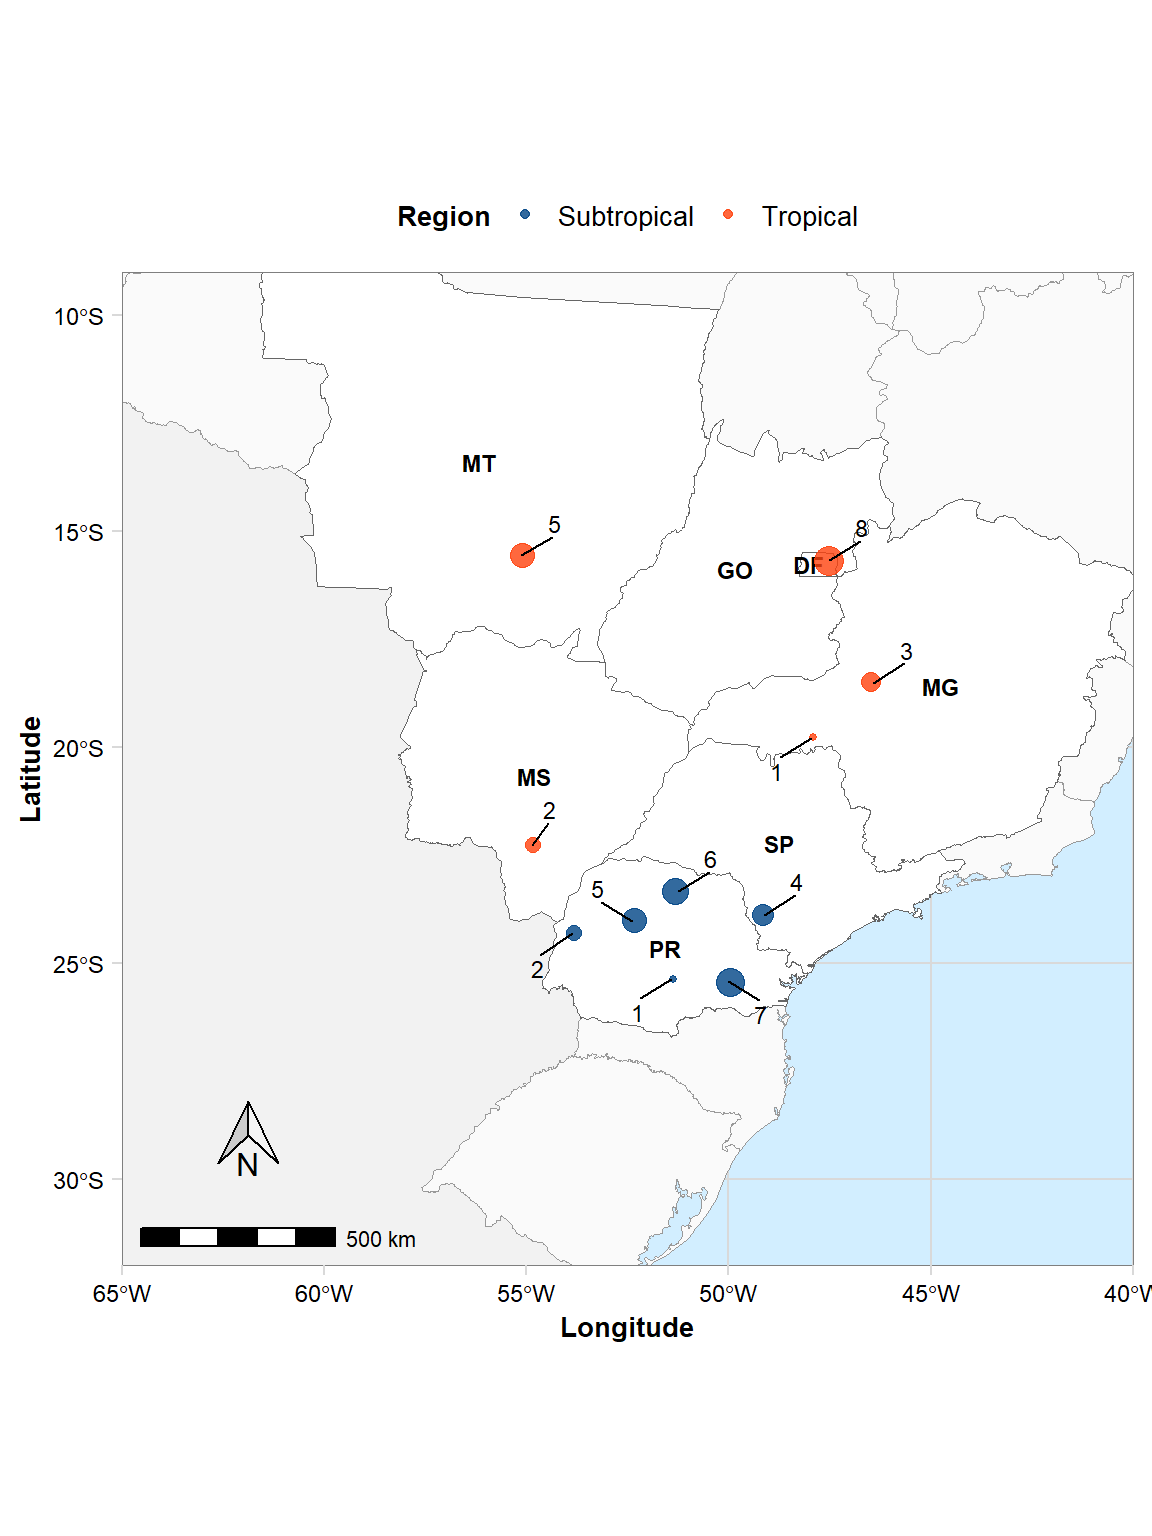 Region Subtropical Tropical
10°S
MT
5
15°S
8
GO
DF
3
MG
Latitude
20°S
1
MS
2
SP
6
5
4
PR
25°S
2
1
7
N
30°S
500 km
65°W 60°W 55°W 50°W 45°W 40°W
Longitude